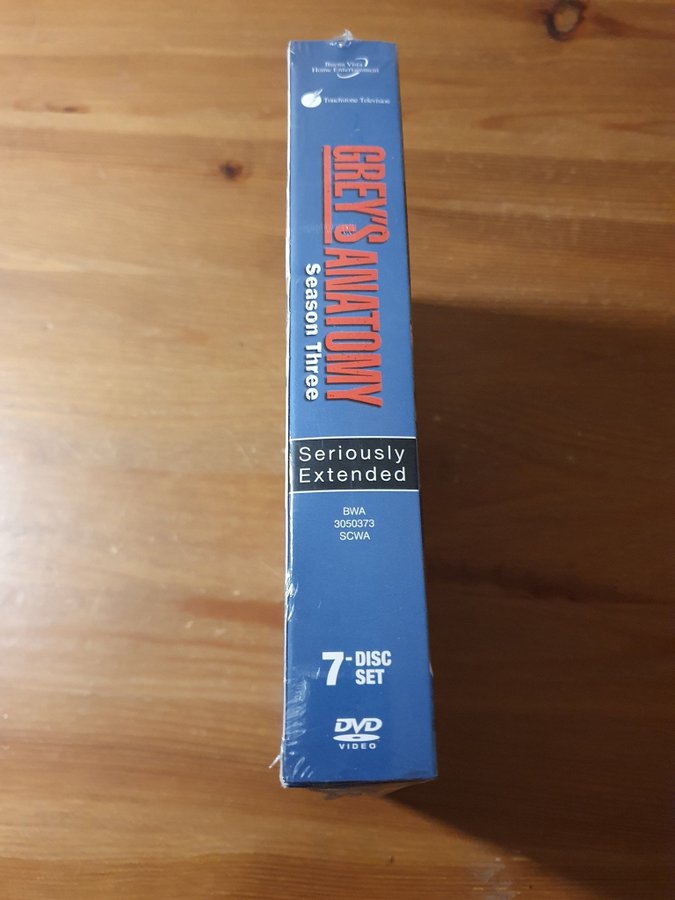 Buena Vista
Home Entertainment
Touchstone Television
GREY'S ANATOMY
Season Three
Seriously
Extended
BWA
3050373
SCWA
7-DISC
SET
DVD
VIDEO